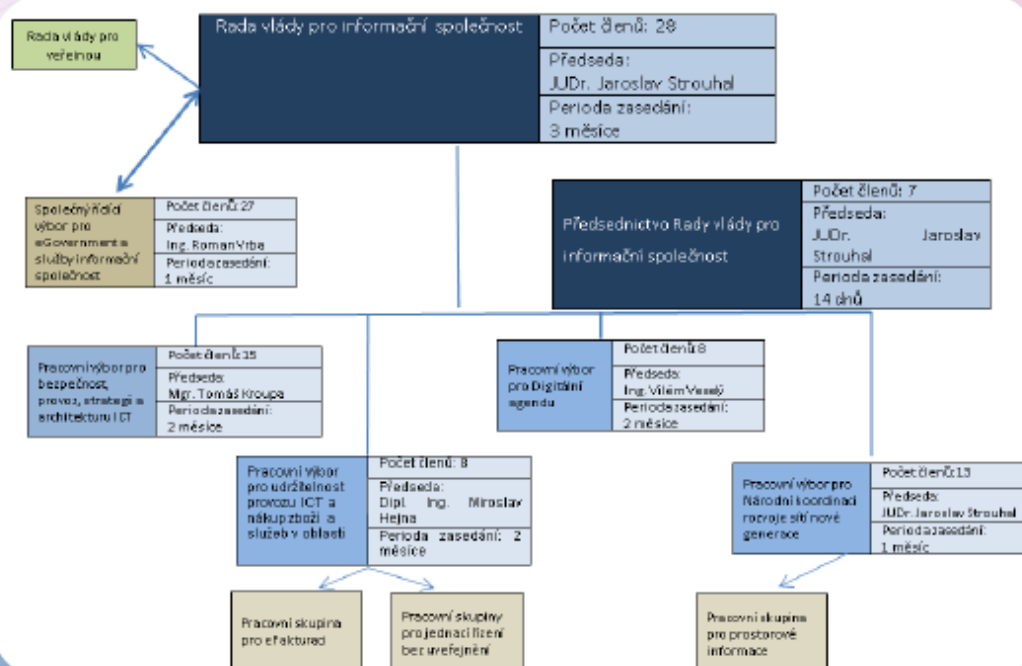 Rada vlády pro
veřejnou
Rada vlády pro informační společnost
Počet členů: 28
Předseda:
JUDr. Jaroslav Strouhal
Perioda zasedání:
3 měsíce
Společný řídící
výbor pro
eGovernment a
služby informační
společnost
Počet členů: 27
Předseda:
Ing. Roman Vrba
Perioda zasedání:
1 měsíc
Předsednictvo Rady vlády pro
informační společnost
Počet členů: 7
Předseda:
JUDr. Jaroslav
Strouhal
Perioda zasedání:
14 dnů
Pracovní výbor pro
bezpečnost,
provoz, strategii a
architekturu ICT
Počet členů: 15
Předseda:
Mgr. Tomáš Kroupa
Perioda zasedání:
2 měsíce
Pracovní výbor
pro Digitální
agendu
Počet členů: 8
Předseda:
Ing. Vilém Veselý
Perioda zasedání:
2 měsíce
Pracovní výbor
pro udržitelnost
provozu ICT a
nákup zboží a
služeb v oblasti
Počet členů: 8
Předseda:
Dipl. Ing. Miroslav
Hejna
Perioda zasedání: 2
měsíce
Pracovní výbor pro
Národní koordinaci
rozvoje sítí nové
generace
Počet členů: 13
Předseda:
JUDr. Jaroslav Strouhal
Perioda zasedání:
1 měsíc
Pracovní skupina
pro eFakturaci
Pracovní skupiny
pro jednací řízení
bez uveřejnění
Pracovní skupina
pro prostorové
informace